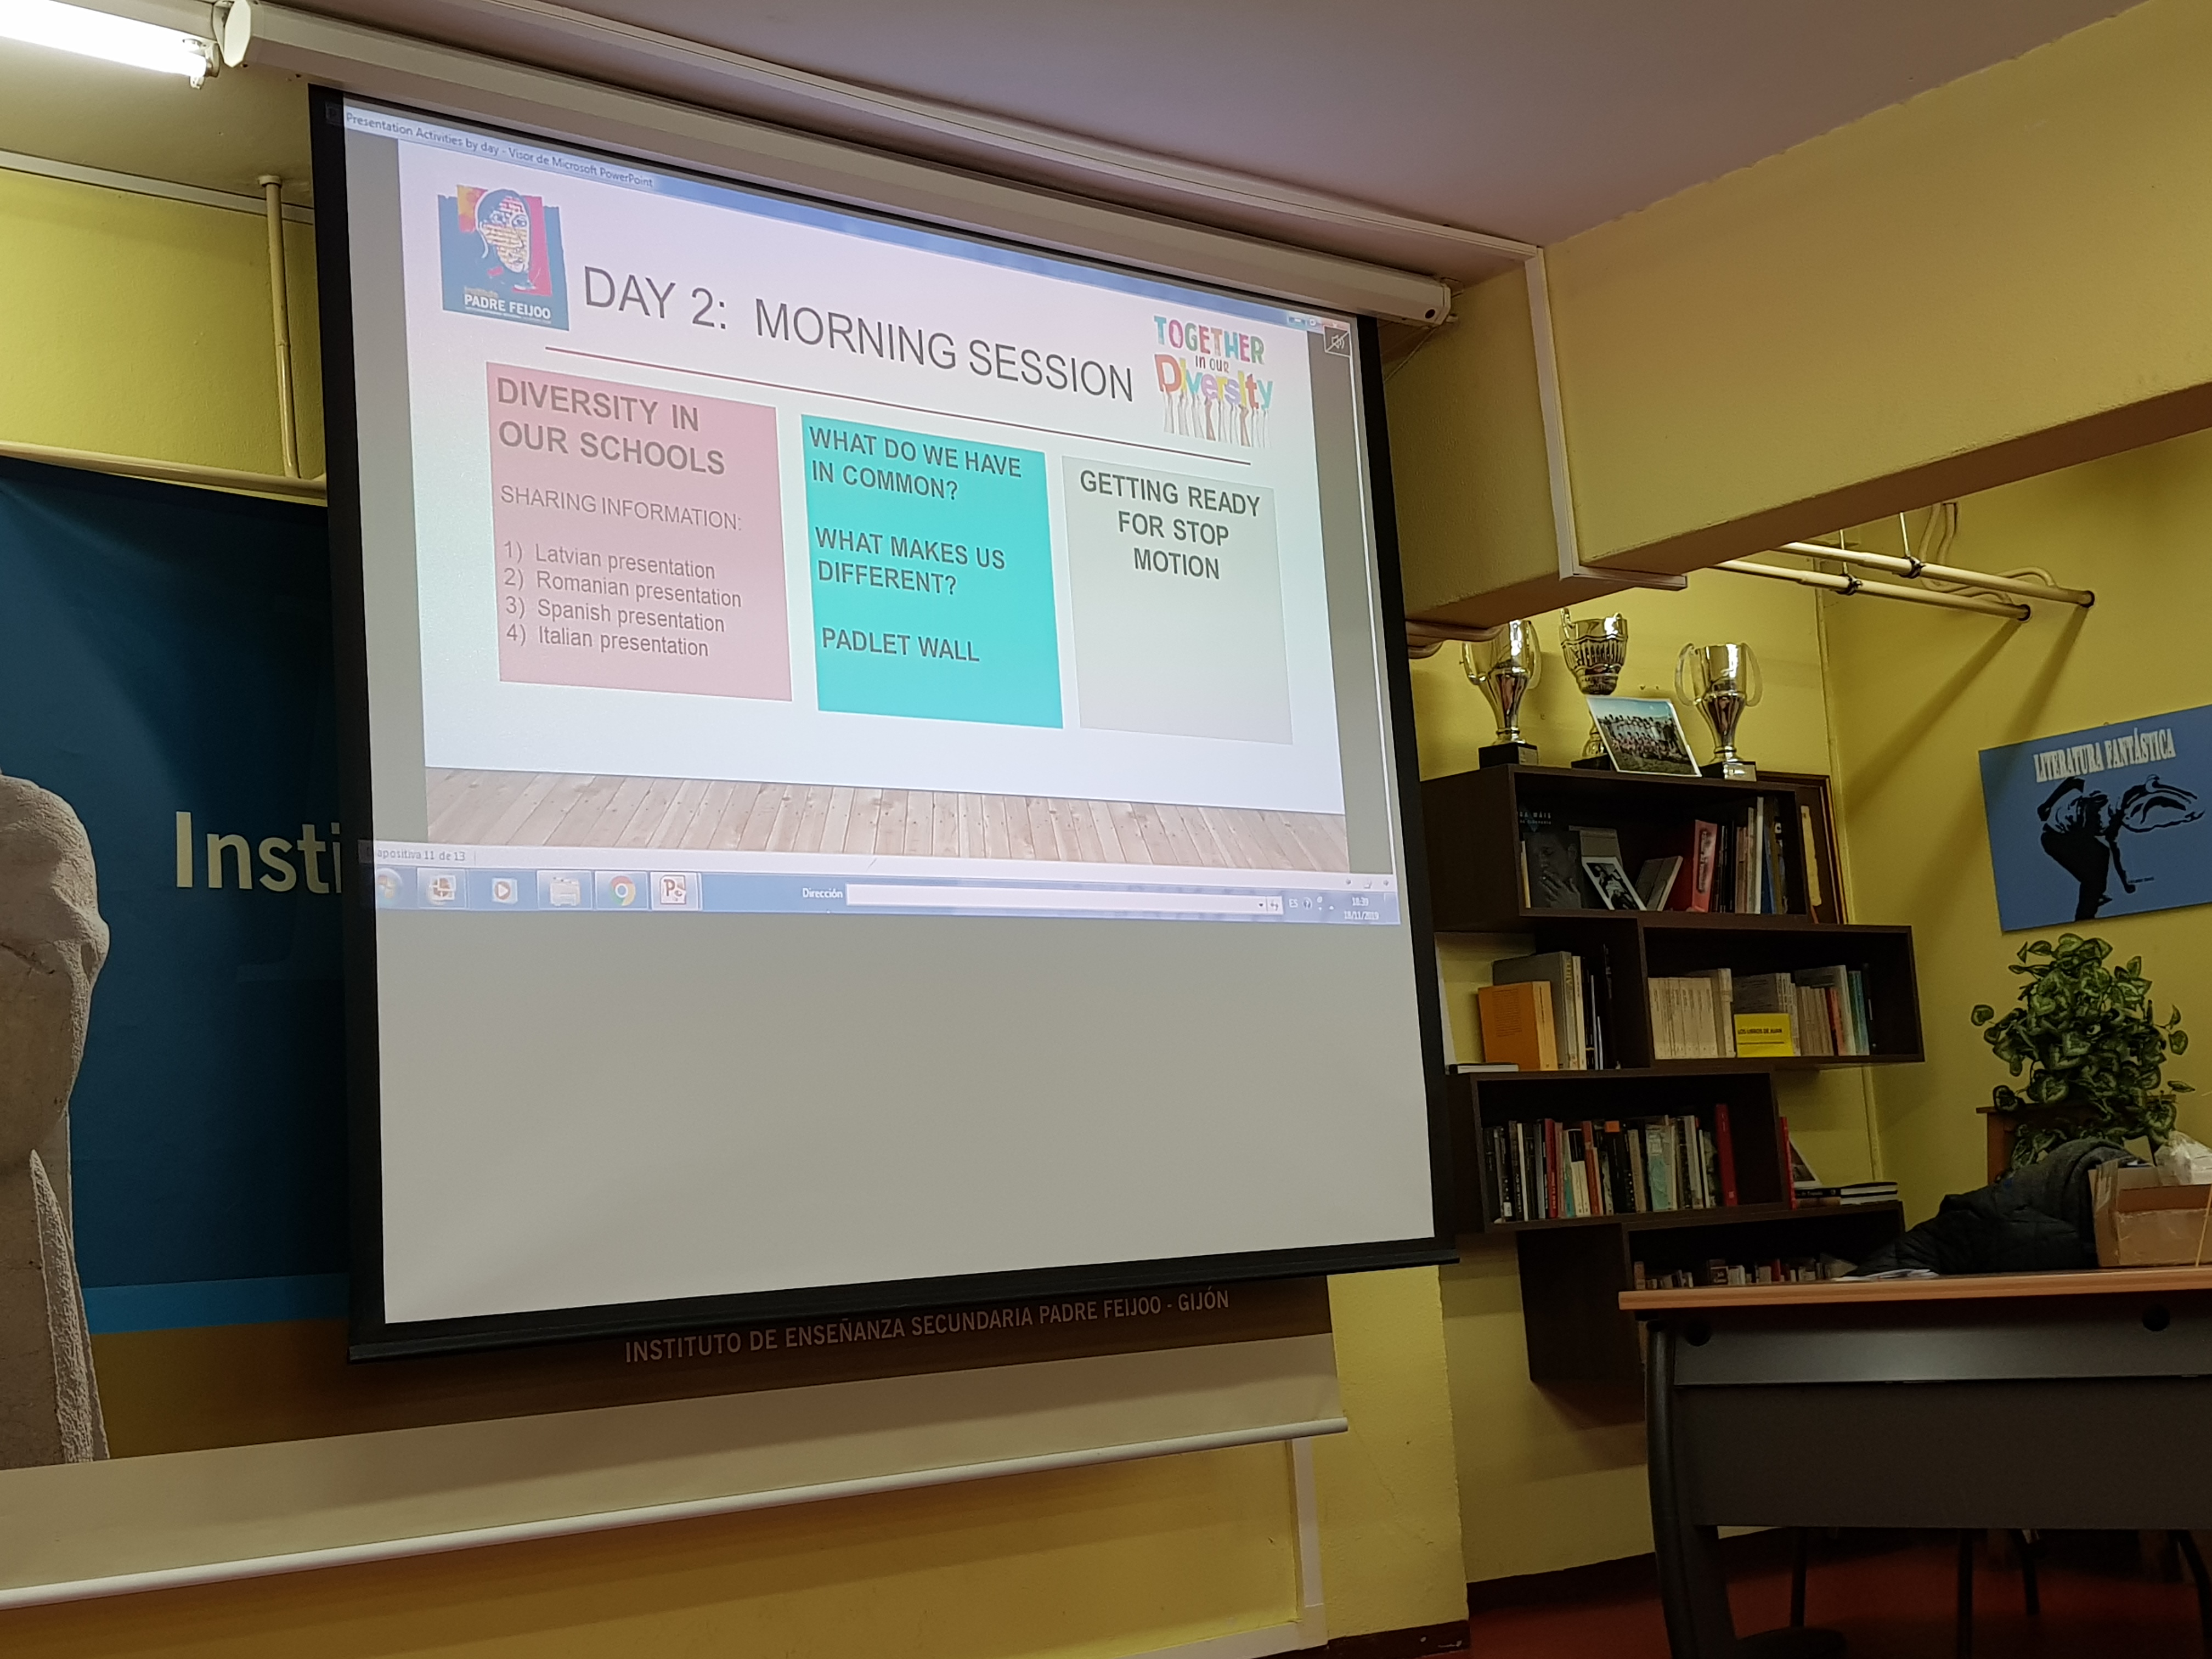 Presentation Activities by day - Visor de Microsoft PowerPoint
PADRE FEIJOO
DAY 2: MORNING SESSION
TOGETHER
in our
Diversity
DIVERSITY IN
OUR SCHOOLS
SHARING INFORMATION:
1) Latvian presentation
2) Romanian presentation
3) Spanish presentation
4) Italian presentation
WHAT DO WE HAVE
IN COMMON?
WHAT MAKES US
DIFFERENT?
PADLET WALL
GETTING READY
FOR STOP
MOTION
apositiva 11 de 13
Dirección
ES
18:39
18/11/2019
Insti
INSTITUTO DE ENSEÑANZA SECUNDARIA PADRE FEIJOO - GIJÓN
LITERATURA FANTÁSTICA
LOS LIBROS DE JUAN